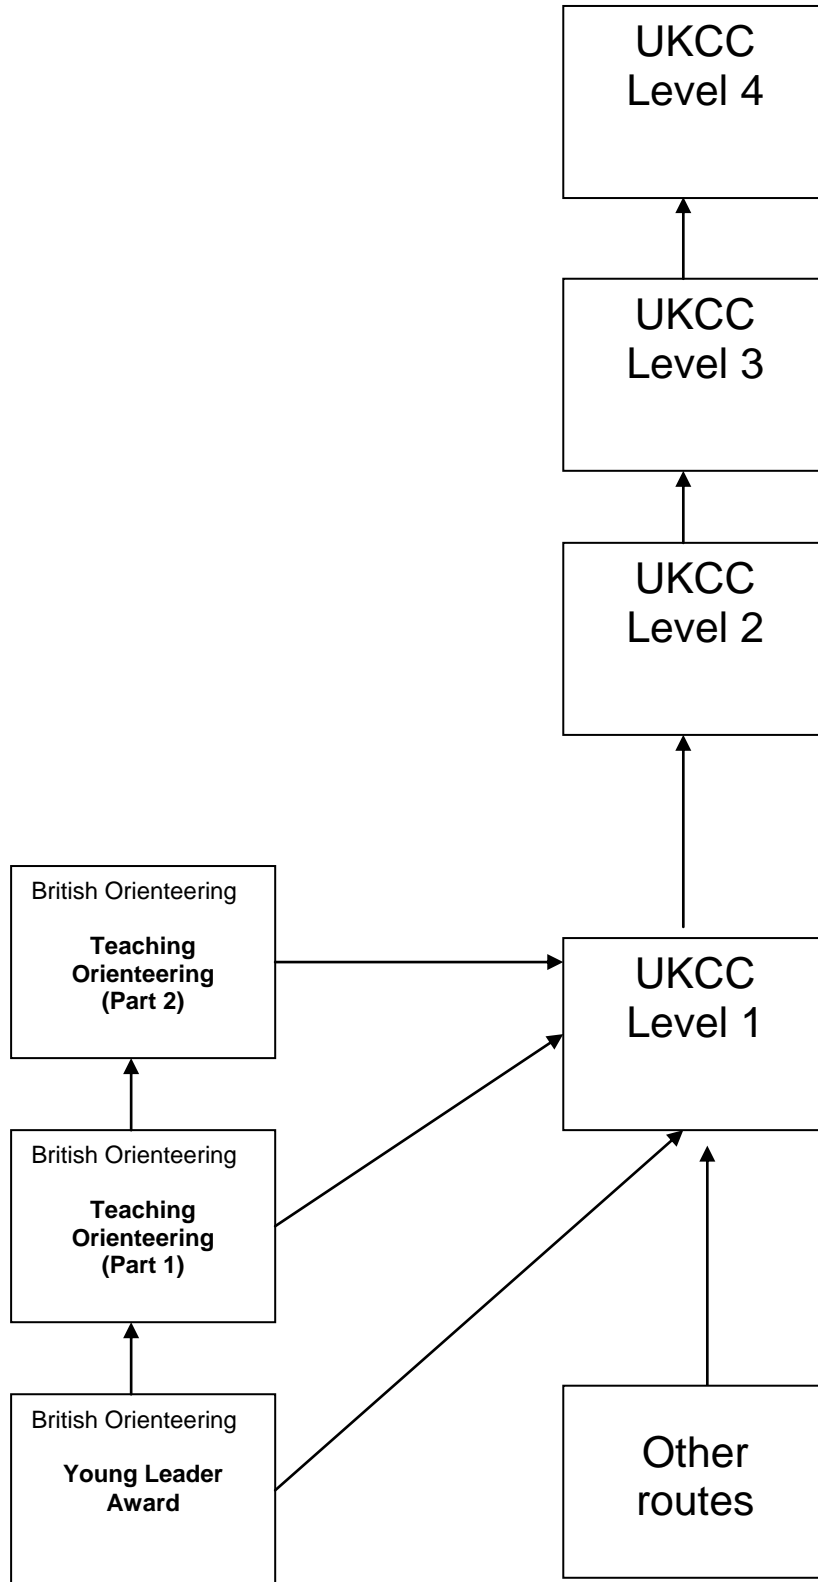 UKCC
Level 4
UKCC
Level 3
UKCC
Level 2
British Orienteering
Teaching
Orienteering
(Part 2)
UKCC
Level 1
British Orienteering
Teaching
Orienteering
(Part 1)
British Orienteering
Young Leader
Award
Other
routes